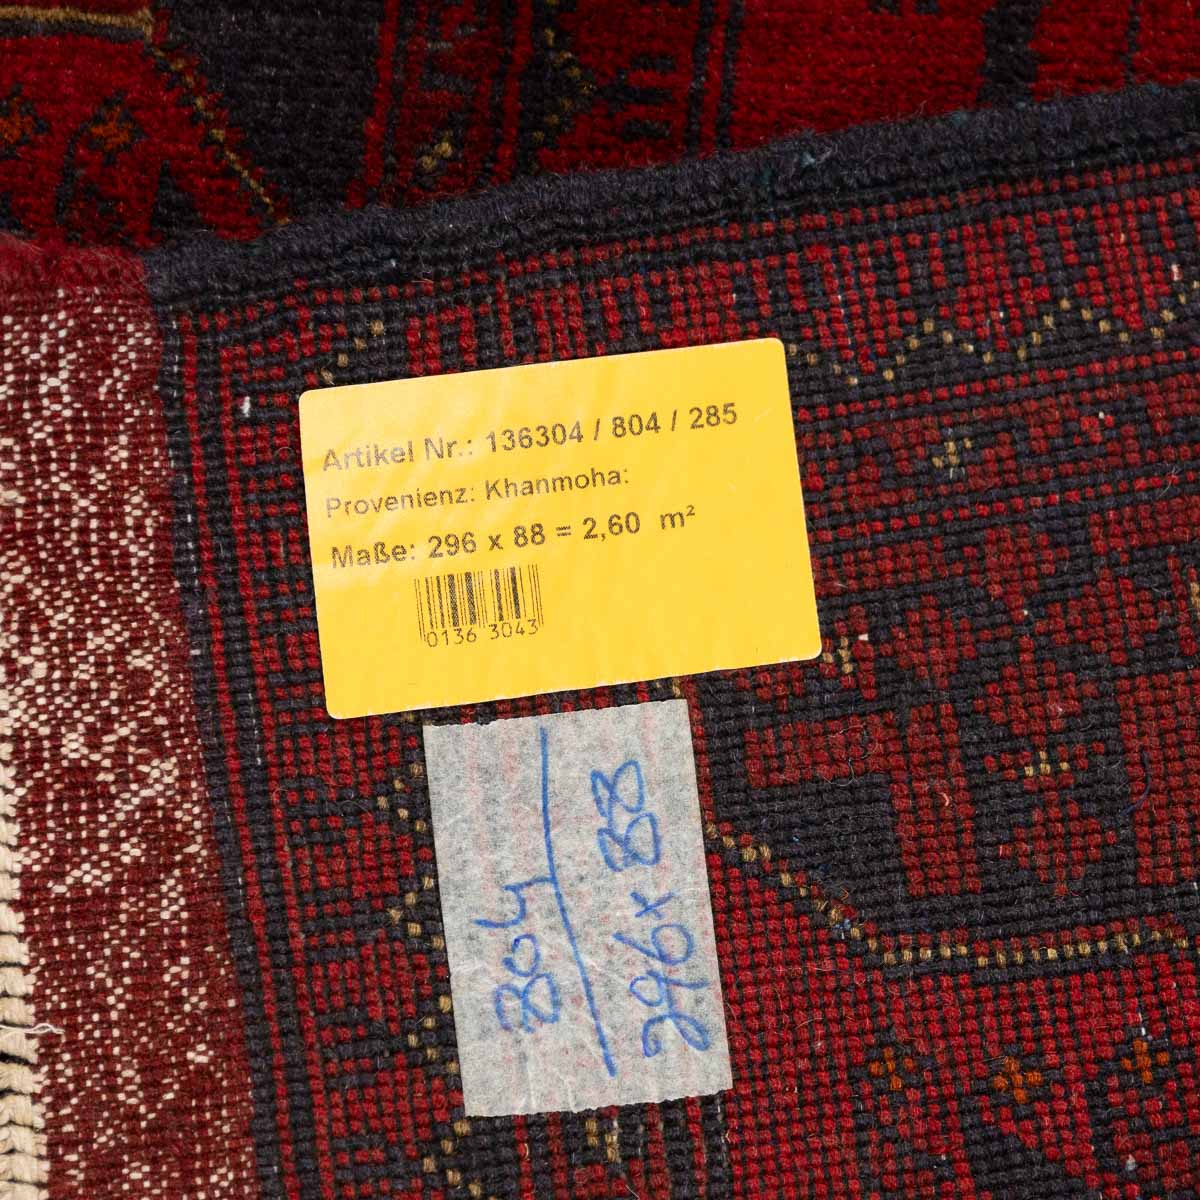 Artikel Nr.: 136304 / 804 / 285
Provenienz: Khanmoha:
Maße: 296 x 88 = 2,60 m²
0136 3043
804
296 x 88